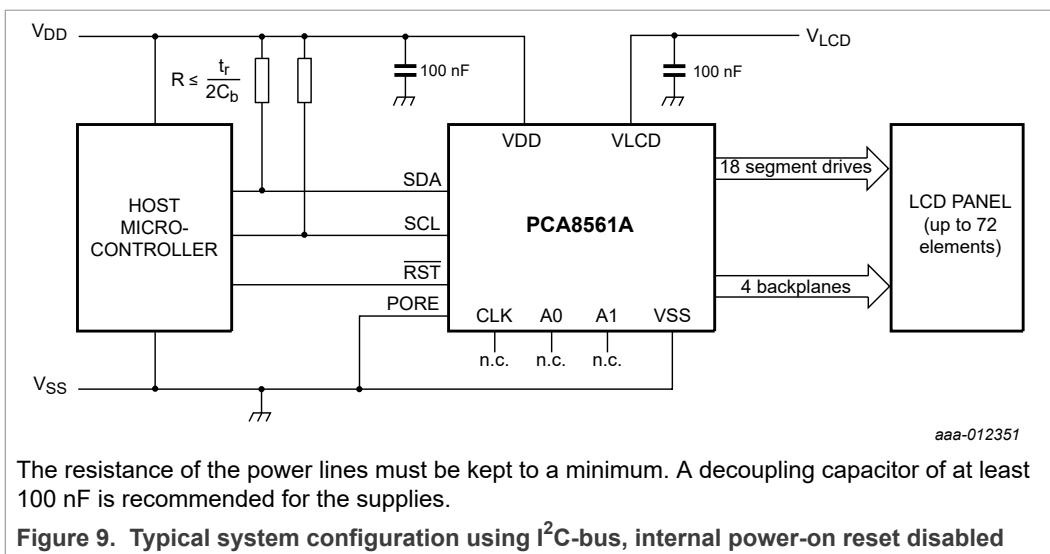 VDD
VLCD
R ≤ tr
2Cb
100 nF
100 nF
VDD
VLCD
SDA
SCL
RST
PORE
HOST
MICRO-
CONTROLLER
PCA8561A
18 segment drives
4 backplanes
LCD PANEL
(up to 72
elements)
CLK
A0
A1
VSS
n.c.
n.c.
n.c.
VSS
aaa-012351
The resistance of the power lines must be kept to a minimum. A decoupling capacitor of at least
100 nF is recommended for the supplies.
Figure 9. Typical system configuration using I2C-bus, internal power-on reset disabled